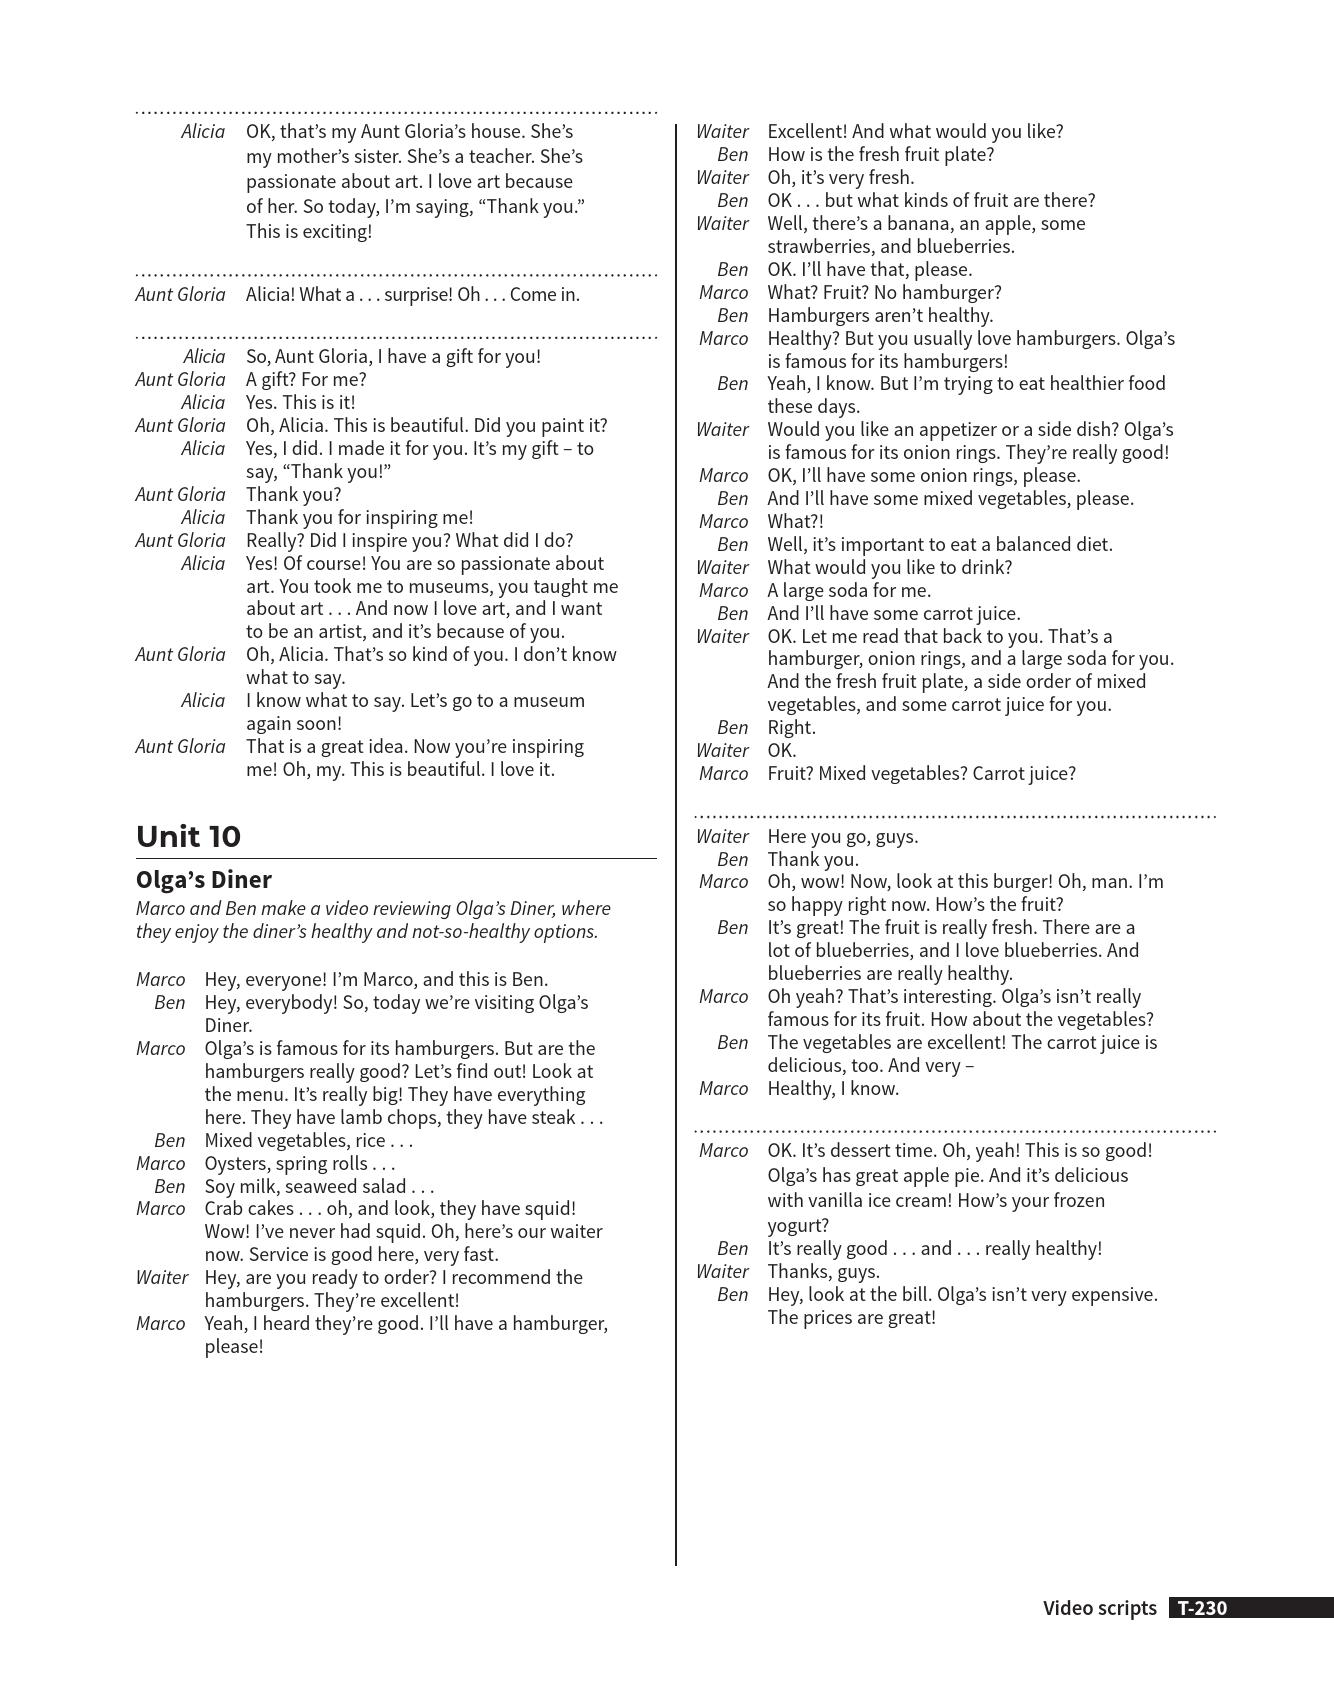 Alicia OK, that’s my Aunt Gloria’s house. She’s
my mother’s sister. She’s a teacher. She’s
passionate about art. I love art because
of her. So today, I’m saying, “Thank you.”
This is exciting!
Aunt Gloria Alicia! What a . . . surprise! Oh . . . Come in.
Alicia So, Aunt Gloria, I have a gift for you!
Aunt Gloria A gift? For me?
Alicia Yes. This is it!
Aunt Gloria Oh, Alicia. This is beautiful. Did you paint it?
Alicia Yes, I did. I made it for you. It’s my gift – to
say, “Thank you!”
Aunt Gloria Thank you?
Alicia Thank you for inspiring me!
Aunt Gloria Really? Did I inspire you? What did I do?
Alicia Yes! Of course! You are so passionate about
art. You took me to museums, you taught me
about art . . . And now I love art, and I want
to be an artist, and it’s because of you.
Aunt Gloria Oh, Alicia. That’s so kind of you. I don’t know
what to say.
Alicia I know what to say. Let’s go to a museum
again soon!
Aunt Gloria That is a great idea. Now you’re inspiring
me! Oh, my. This is beautiful. I love it.
Unit 10
Olga’s Diner
Marco and Ben make a video reviewing Olga’s Diner, where
they enjoy the diner’s healthy and not-so-healthy options.
Marco Hey, everyone! I’m Marco, and this is Ben.
Ben Hey, everybody! So, today we’re visiting Olga’s
Diner.
Marco Olga’s is famous for its hamburgers. But are the
hamburgers really good? Let’s find out! Look at
the menu. It’s really big! They have everything
here. They have lamb chops, they have steak . . .
Ben Mixed vegetables, rice . . .
Marco Oysters, spring rolls . . .
Ben Soy milk, seaweed salad . . .
Marco Crab cakes . . . oh, and look, they have squid!
Wow! I’ve never had squid. Oh, here’s our waiter
now. Service is good here, very fast.
Waiter Hey, are you ready to order? I recommend the
hamburgers. They’re excellent!
Marco Yeah, I heard they’re good. I’ll have a hamburger,
please!
Waiter Excellent! And what would you like?
Ben How is the fresh fruit plate?
Waiter Oh, it’s very fresh.
Ben OK . . . but what kinds of fruit are there?
Waiter Well, there’s a banana, an apple, some
strawberries, and blueberries.
Ben OK. I’ll have that, please.
Marco What? Fruit? No hamburger?
Ben Hamburgers aren’t healthy.
Marco Healthy? But you usually love hamburgers. Olga’s
is famous for its hamburgers!
Ben Yeah, I know. But I’m trying to eat healthier food
these days.
Waiter Would you like an appetizer or a side dish? Olga’s
is famous for its onion rings. They’re really good!
Marco OK, I’ll have some onion rings, please.
Ben And I’ll have some mixed vegetables, please.
Marco What?!
Ben Well, it’s important to eat a balanced diet.
Waiter What would you like to drink?
Marco A large soda for me.
Ben And I’ll have some carrot juice.
Waiter OK. Let me read that back to you. That’s a
hamburger, onion rings, and a large soda for you.
And the fresh fruit plate, a side order of mixed
vegetables, and some carrot juice for you.
Ben Right.
Waiter OK.
Marco Fruit? Mixed vegetables? Carrot juice?
Waiter Here you go, guys.
Ben Thank you.
Marco Oh, wow! Now, look at this burger! Oh, man. I’m
so happy right now. How’s the fruit?
Ben It’s great! The fruit is really fresh. There are a
lot of blueberries, and I love blueberries. And
blueberries are really healthy.
Marco Oh yeah? That’s interesting. Olga’s isn’t really
famous for its fruit. How about the vegetables?
Ben The vegetables are excellent! The carrot juice is
delicious, too. And very –
Marco Healthy, I know.
Marco OK. It’s dessert time. Oh, yeah! This is so good!
Olga’s has great apple pie. And it’s delicious
with vanilla ice cream! How’s your frozen
yogurt?
Ben It’s really good . . . and . . . really healthy!
Waiter Thanks, guys.
Ben Hey, look at the bill. Olga’s isn’t very expensive.
The prices are great!
Video scripts T-230